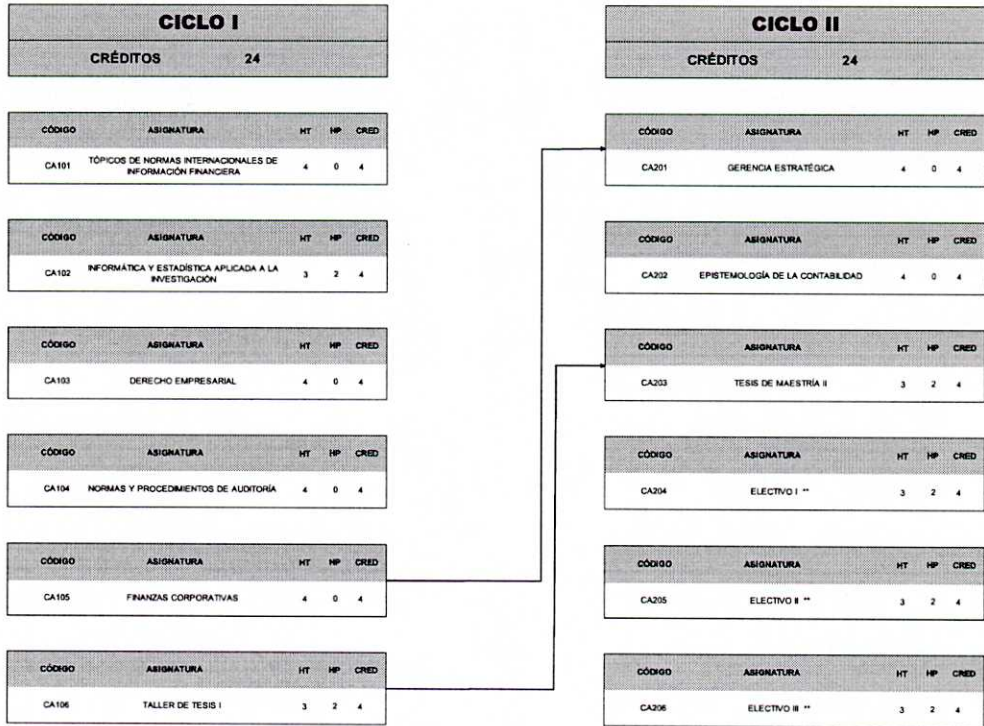 CICLO I
CRÉDITOS 24
CÓDIGO ASIGNATURA HT HP CRED
CA101 TÓPICOS DE NORMAS INTERNACIONALES DE INFORMACIÓN FINANCIERA 4 0 4
CÓDIGO ASIGNATURA HT HP CRED
CA102 INFORMÁTICA Y ESTADÍSTICA APLICADA A LA INVESTIGACIÓN 3 2 4
CÓDIGO ASIGNATURA HT HP CRED
CA103 DERECHO EMPRESARIAL 4 0 4
CÓDIGO ASIGNATURA HT HP CRED
CA104 NORMAS Y PROCEDIMIENTOS DE AUDITORÍA 4 0 4
CÓDIGO ASIGNATURA HT HP CRED
CA105 FINANZAS CORPORATIVAS 4 0 4
CÓDIGO ASIGNATURA HT HP CRED
CA106 TALLER DE TESIS I 3 2 4
CICLO II
CRÉDITOS 24
CÓDIGO ASIGNATURA HT HP CRED
CA201 GERENCIA ESTRATÉGICA 4 0 4
CÓDIGO ASIGNATURA HT HP CRED
CA202 EPISTEMOLOGÍA DE LA CONTABILIDAD 4 0 4
CÓDIGO ASIGNATURA HT HP CRED
CA203 TESIS DE MAESTRÍA II 3 2 4
CÓDIGO ASIGNATURA HT HP CRED
CA204 ELECTIVO I ** 3 2 4
CÓDIGO ASIGNATURA HT HP CRED
CA205 ELECTIVO II ** 3 2 4
CÓDIGO ASIGNATURA HT HP CRED
CA206 ELECTIVO III ** 3 2 4